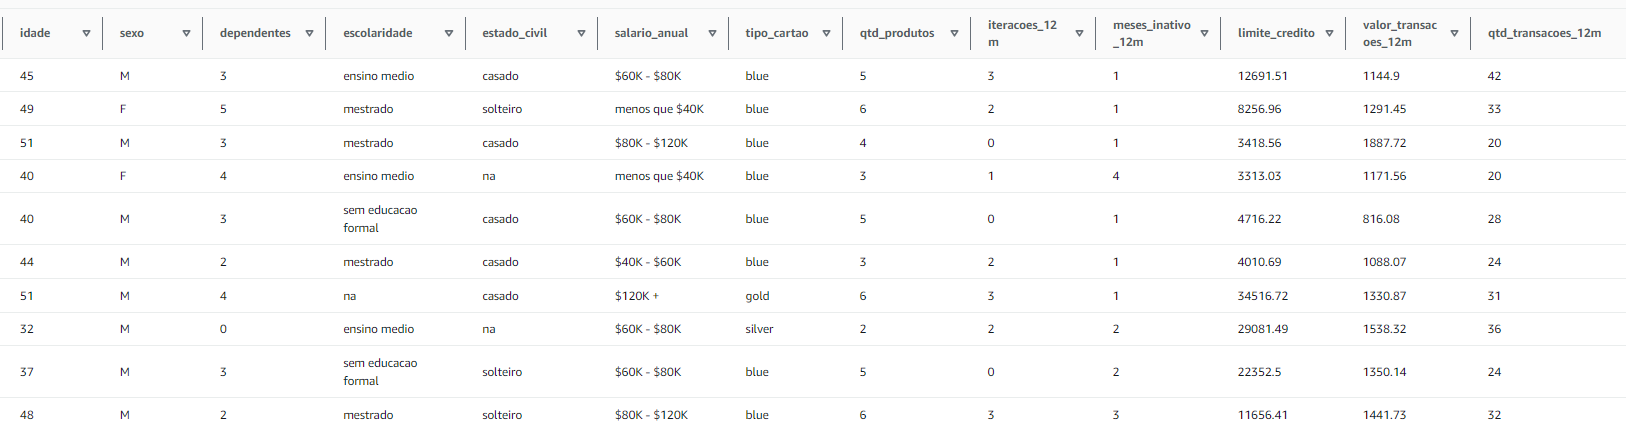 idade sexo dependentes escolaridade estado_civil salario_anual tipo_cartao qtd_produtos iteracoes_12m meses_inativo_12m limite_credito valor_transacoes_12m qtd_transacoes_12m
45 M 3 ensino medio casado $60K - $80K blue 5 3 1 12691.51 1144.9 42
49 F 5 mestrado solteiro menos que $40K blue 6 2 1 8256.96 1291.45 33
51 M 3 mestrado casado $80K - $120K blue 4 0 1 3418.56 1887.72 20
40 F 4 ensino medio na menos que $40K blue 3 1 4 3313.03 1171.56 20
40 M 3 sem educacao formal casado $60K - $80K blue 5 0 1 4716.22 816.08 28
44 M 2 mestrado casado $40K - $60K blue 3 2 1 4010.69 1088.07 24
51 M 4 na casado $120K + gold 6 3 1 34516.72 1330.87 31
32 M 0 ensino medio na $60K - $80K silver 2 2 2 29081.49 1538.32 36
37 M 3 sem educacao formal solteiro $60K - $80K blue 5 0 2 22352.5 1350.14 24
48 M 2 mestrado solteiro $80K - $120K blue 6 3 3 11656.41 1441.73 32